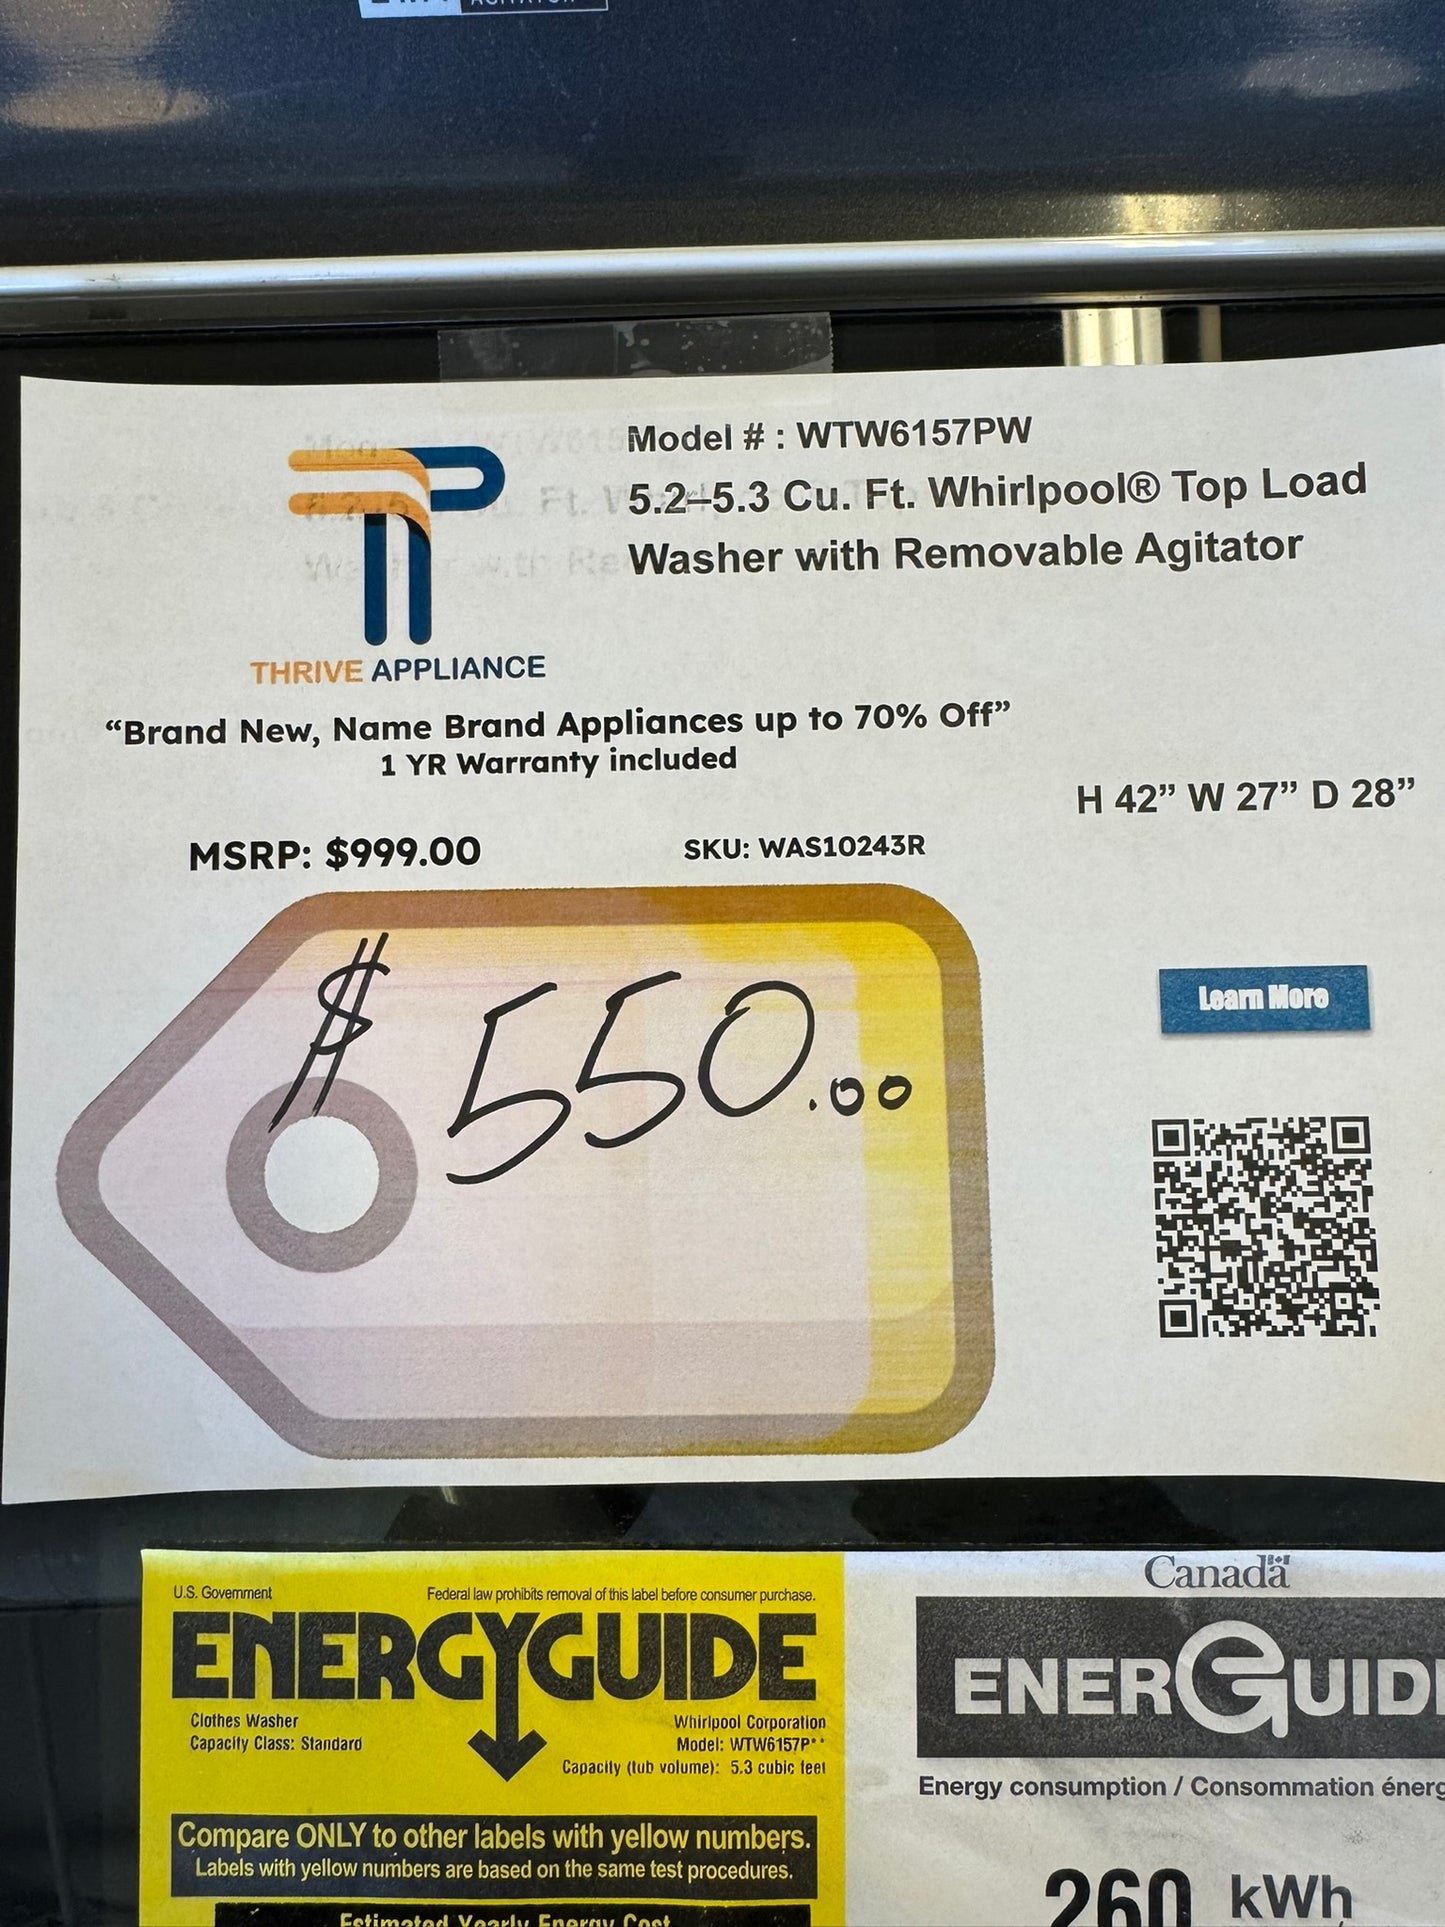 AGITATOR
Model # : WTW6157PW
5.2–5.3 Cu. Ft. Whirlpool® Top Load
Washer with Removable Agitator
THRIVE APPLIANCE
“Brand New, Name Brand Appliances up to 70% Off”
1 YR Warranty included
H 42” W 27” D 28”
MSRP: $999.00
SKU: WAS10243R
$ 550.00
Learn More
U.S. Government
Federal law prohibits removal of this label before consumer purchase.
ENERGYGUIDE
Clothes Washer
Capacity Class: Standard
Whirlpool Corporation
Model: WTW6157P**
Capacity (tub volume): 5.3 cubic feet
Compare ONLY to other labels with yellow numbers.
Labels with yellow numbers are based on the same test procedures.
Estimated Yearly Energy Cost
Canada
ENERGUID
Energy consumption / Consommation énerg
260 kWh